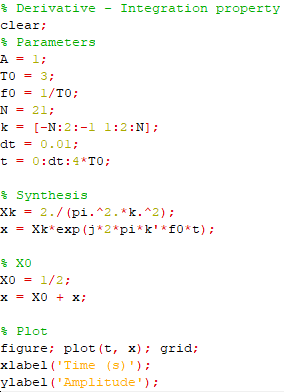 % Derivative - Integration property
clear;
% Parameters
A = 1;
T0 = 3;
f0 = 1/T0;
N = 21;
k = [-N:2:-1 1:2:N];
dt = 0.01;
t = 0:dt:4*T0;
% Synthesis
Xk = 2./(pi.^2.*k.^2);
x = Xk*exp(j*2*pi*k'*f0*t);
% X0
X0 = 1/2;
x = X0 + x;
% Plot
figure; plot(t, x); grid;
xlabel('Time (s)');
ylabel('Amplitude');